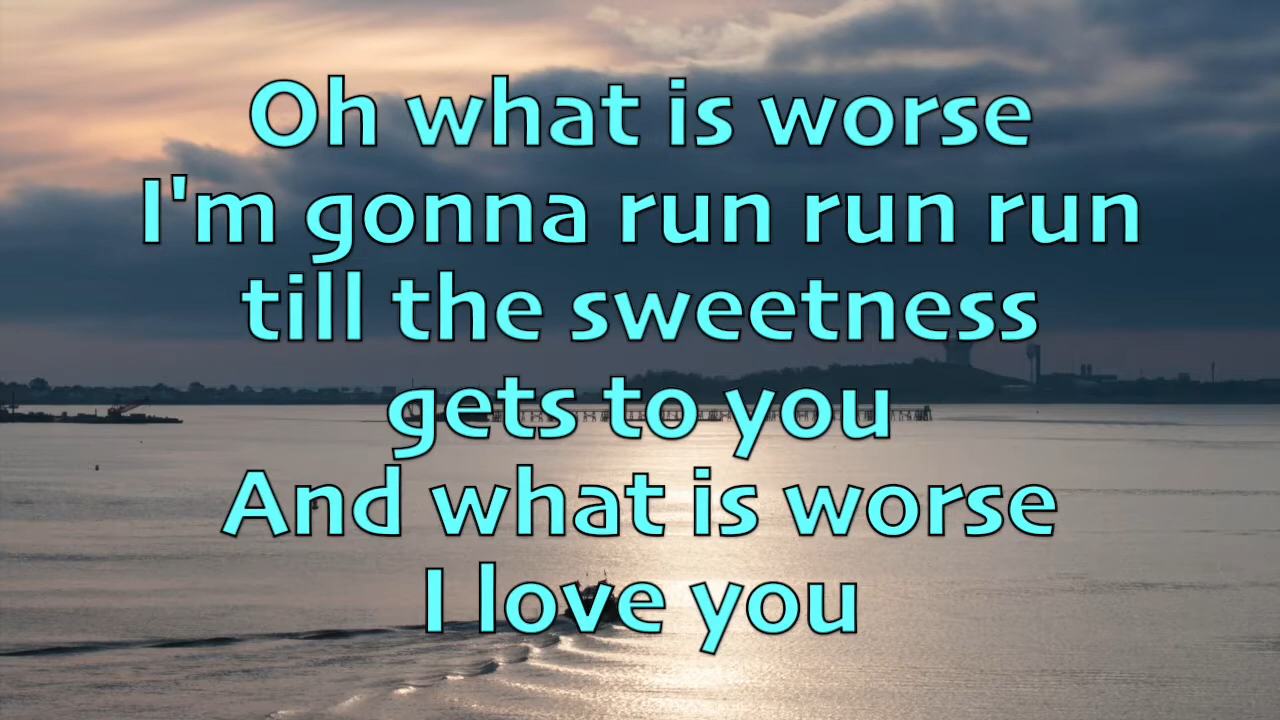 Oh what is worse
I'm gonna run run run
till the sweetness
gets to you
And what is worse
I love you